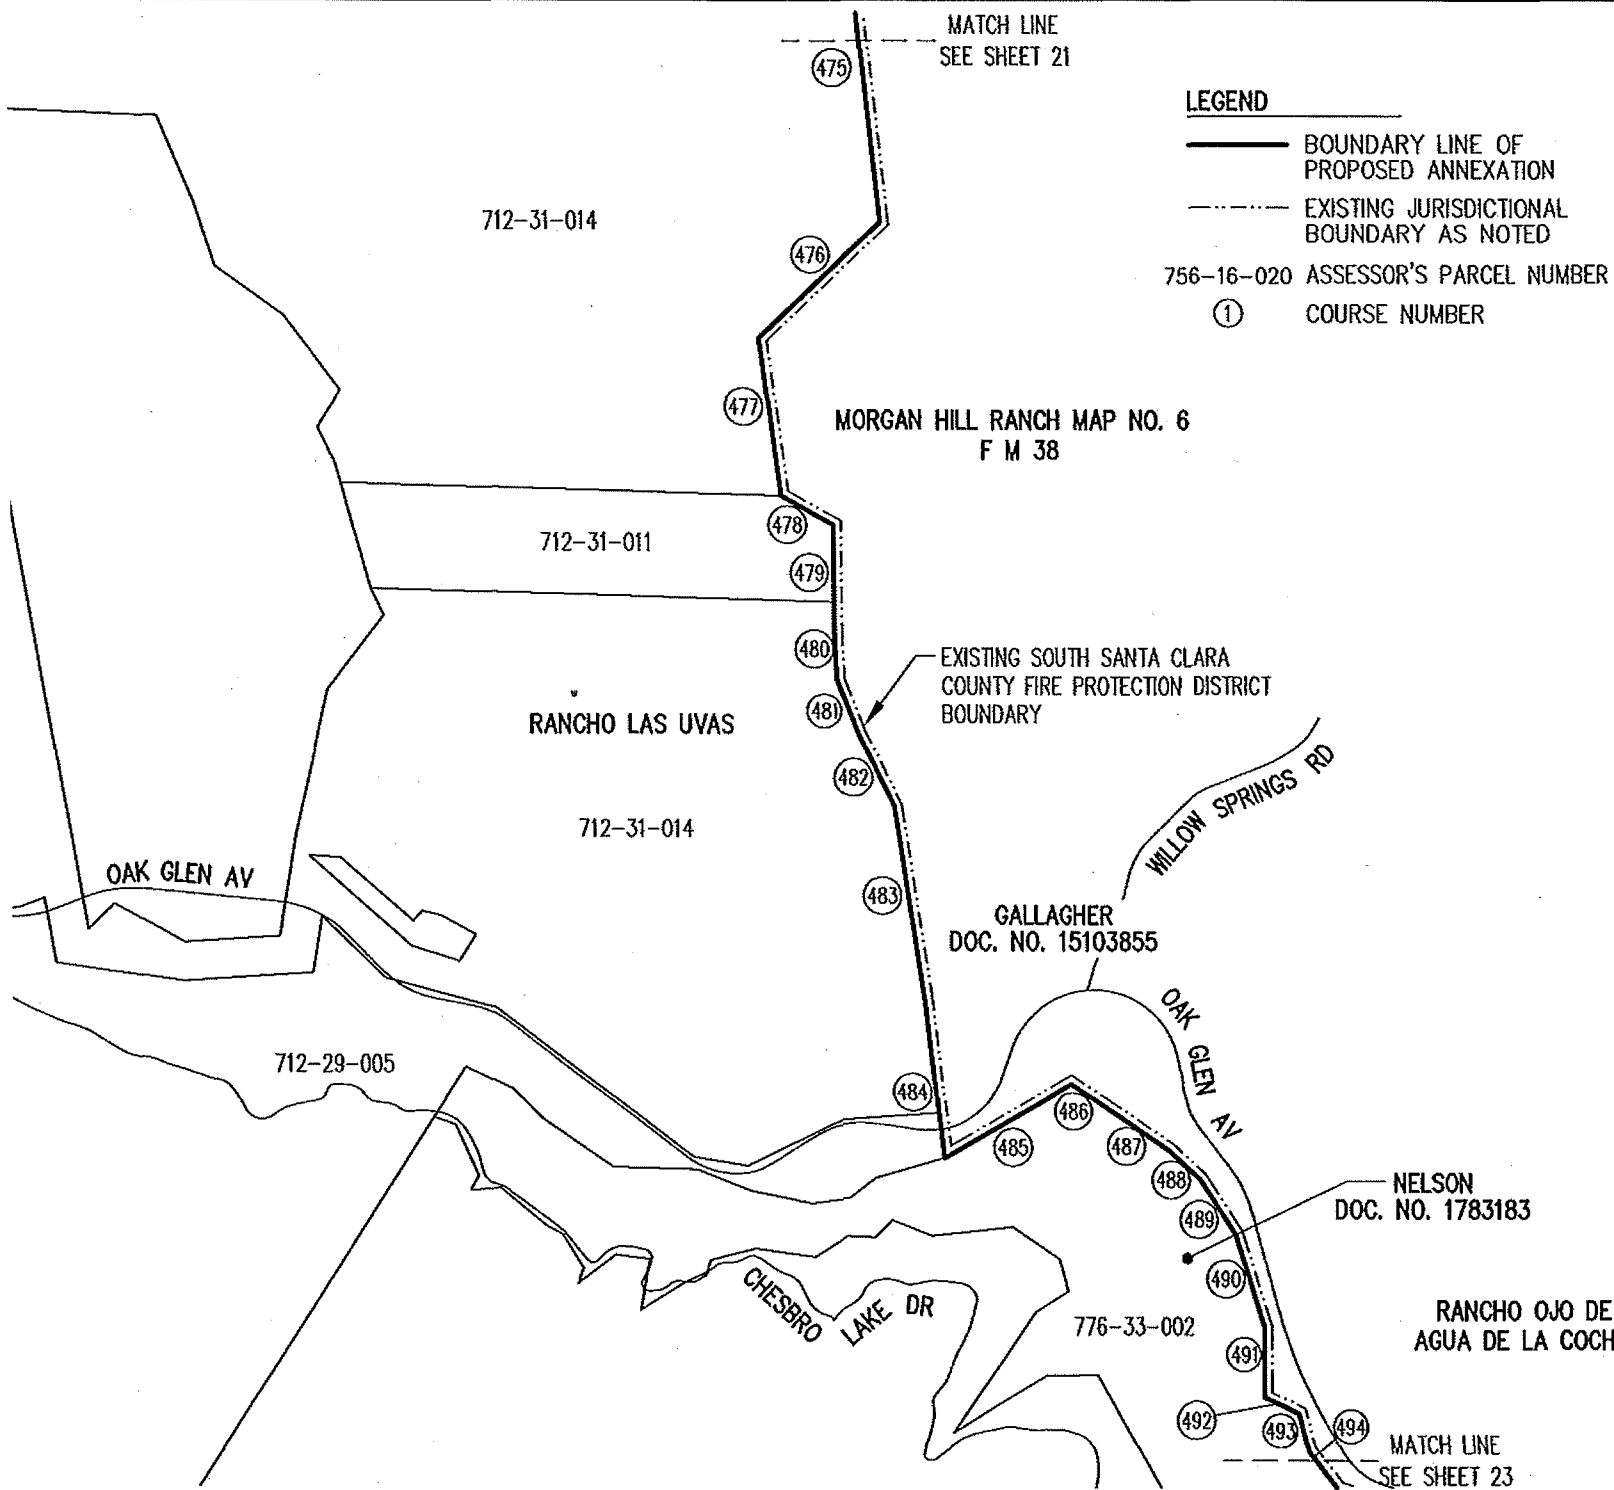 MATCH LINE
SEE SHEET 21
475
LEGEND
BOUNDARY LINE OF
PROPOSED ANNEXATION
EXISTING JURISDICTIONAL
BOUNDARY AS NOTED
756-16-020 ASSESSOR'S PARCEL NUMBER
1 COURSE NUMBER
712-31-014
476
477
MORGAN HILL RANCH MAP NO. 6
F M 38
478
712-31-011
479
480
EXISTING SOUTH SANTA CLARA
COUNTY FIRE PROTECTION DISTRICT
BOUNDARY
481
RANCHO LAS UVAS
482
712-31-014
WILLOW SPRINGS RD
OAK GLEN AV
483
GALLAGHER
DOC. NO. 15103855
OAK GLEN AV
712-29-005
484
485
486
487
488
489
NELSON
DOC. NO. 1783183
490
CHESBRO LAKE DR
776-33-002
RANCHO OJO DE
AGUA DE LA COCH
491
492
493
494
MATCH LINE
SEE SHEET 23